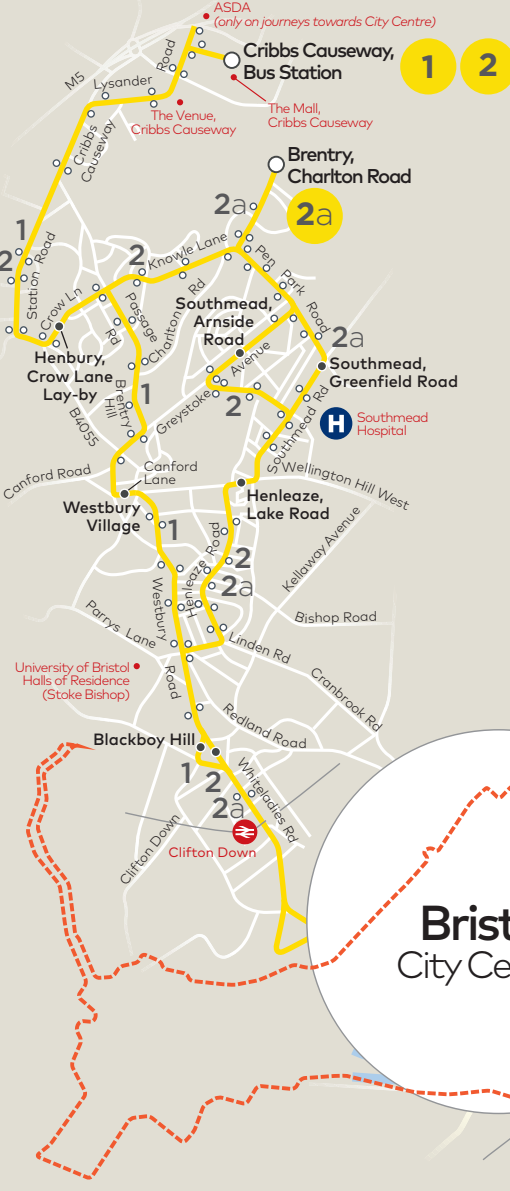 ASDA
(only on journeys towards City Centre)
Cribbs Causeway,
Bus Station
1
2
M5
Lysander
Road
The Venue,
Cribbs Causeway
The Mall,
Cribbs Causeway
Cribbs
Causeway
Brentry,
Charlton Road
2a
2a
1
2
Station Road
2
Knowle Lane
Pen Park Road
Crow Ln
Passage
Rd
Charlton Rd
Southmead,
Arnside
Road
2a
Henbury,
Crow Lane
Lay-by
Southmead,
Greenfield Road
Brentry
Hill
1
Greystoke Avenue
2
Southmead Rd
H
Southmead
Hospital
B4055
Canford Road
Canford
Lane
Wellington Hill West
Westbury
Village
Henleaze,
Lake Road
1
Kellaway Avenue
2
2a
Henleaze Road
Westbury
Road
Bishop Road
Parrys Lane
Linden Rd
University of Bristol
Halls of Residence
(Stoke Bishop)
Cranbrook Rd
Redland Road
Blackboy Hill
1
2
2a
Whiteladies Rd
Clifton Down
Clifton Down
Brist
City Ce